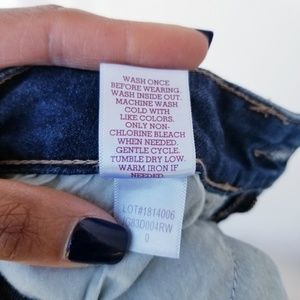 WASH ONCE
BEFORE WEARING.
WASH INSIDE OUT.
MACHINE WASH
COLD WITH
LIKE COLORS.
ONLY NON-
CHLORINE BLEACH
WHEN NEEDED.
GENTLE CYCLE.
TUMBLE DRY LOW.
WARM IRON IF
NEEDED.
LOT#1814006
0